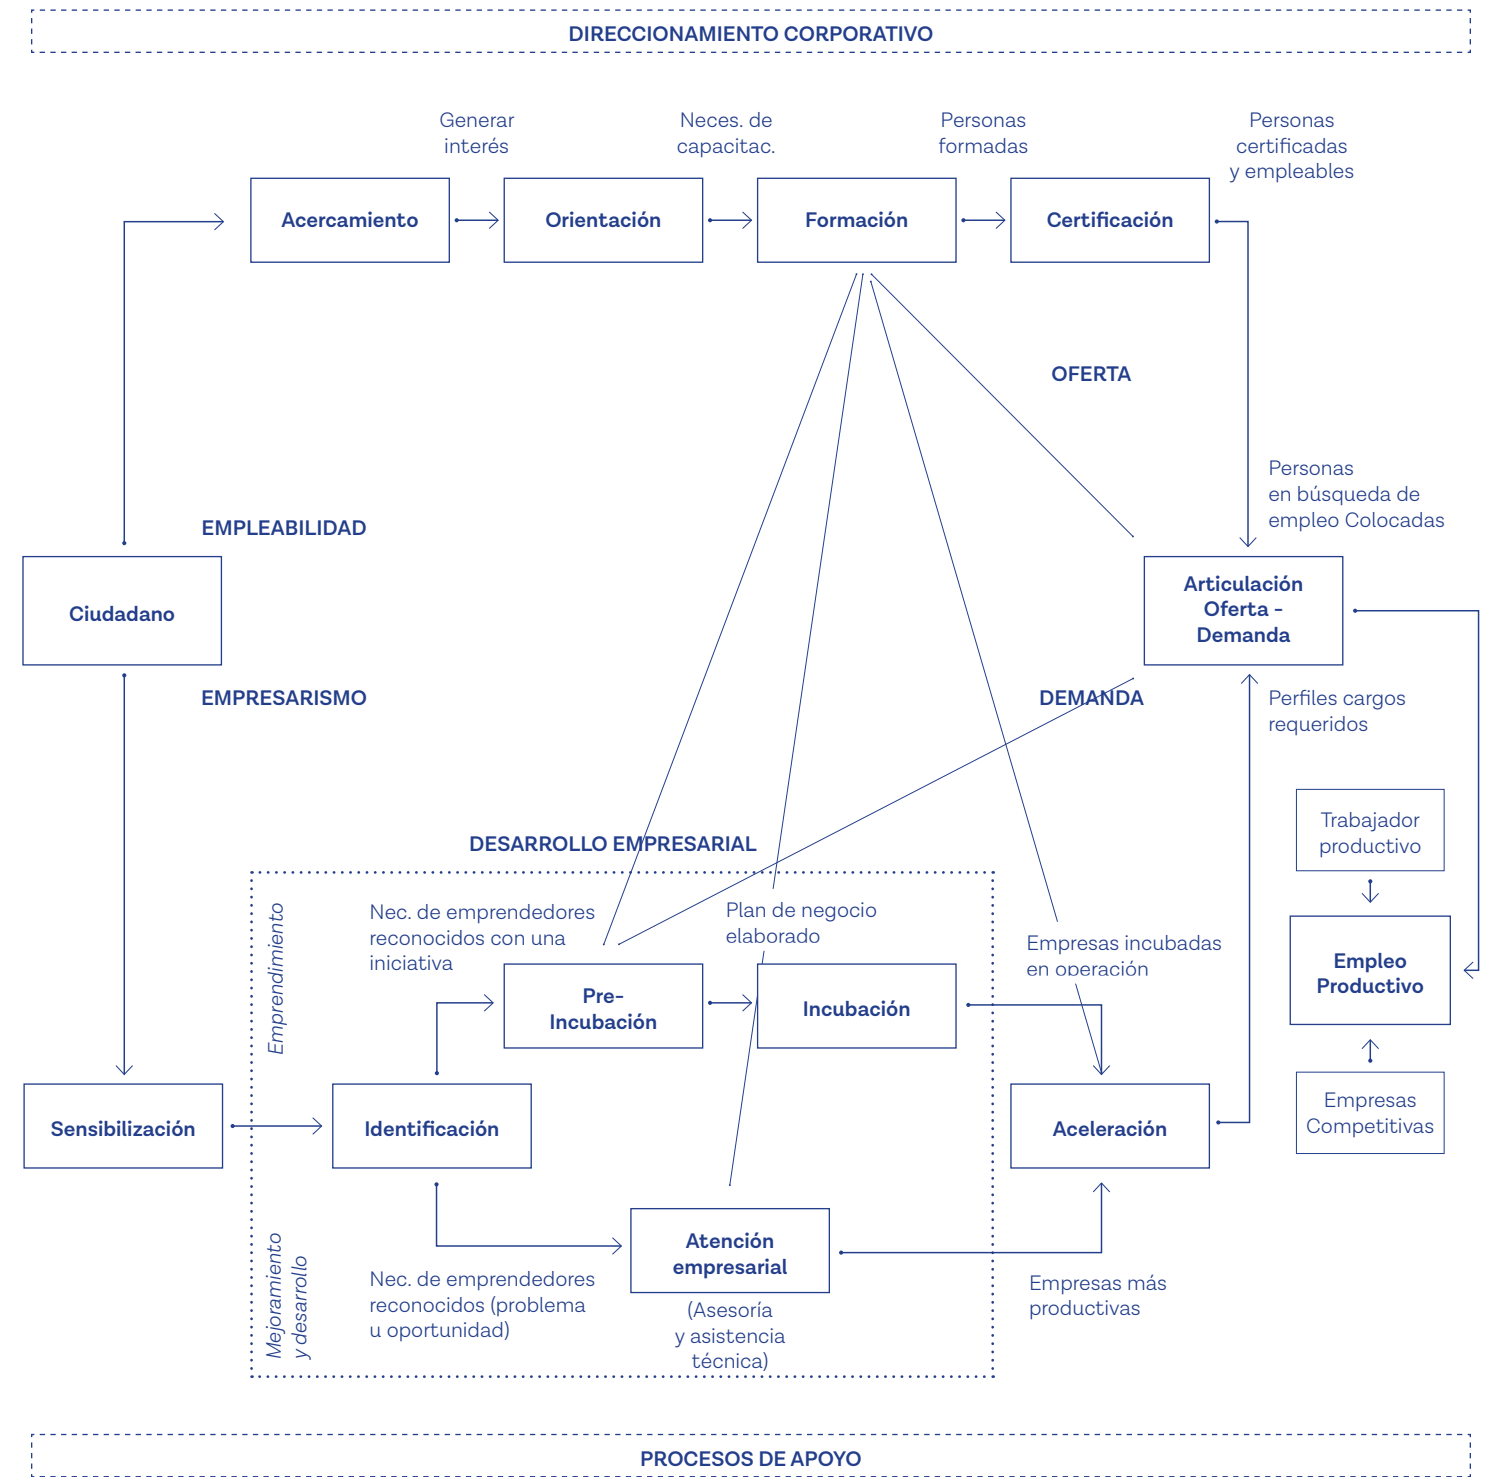 DIRECCIONAMIENTO CORPORATIVO
Generar
interés
Neces. de
capacitac.
Personas
formadas
Personas
certificadas
y empleables
Acercamiento
Orientación
Formación
Certificación
OFERTA
Personas
en búsqueda de
empleo Colocadas
EMPLEABILIDAD
Ciudadano
Articulación
Oferta -
Demanda
EMPRESARISMO
DEMANDA
Perfiles cargos
requeridos
Trabajador
productivo
DESARROLLO EMPRESARIAL
Emprendimiento
Nec. de emprendedores
reconocidos con una
iniciativa
Plan de negocio
elaborado
Empresas incubadas
en operación
Empleo
Productivo
Pre-
Incubación
Incubación
Sensibilización
Identificación
Aceleración
Empresas
Competitivas
Mejoramiento
y desarrollo
Atención
empresarial
Nec. de emprendedores
reconocidos (problema
u oportunidad)
(Asesoría
y asistencia
técnica)
Empresas más
productivas
PROCESOS DE APOYO